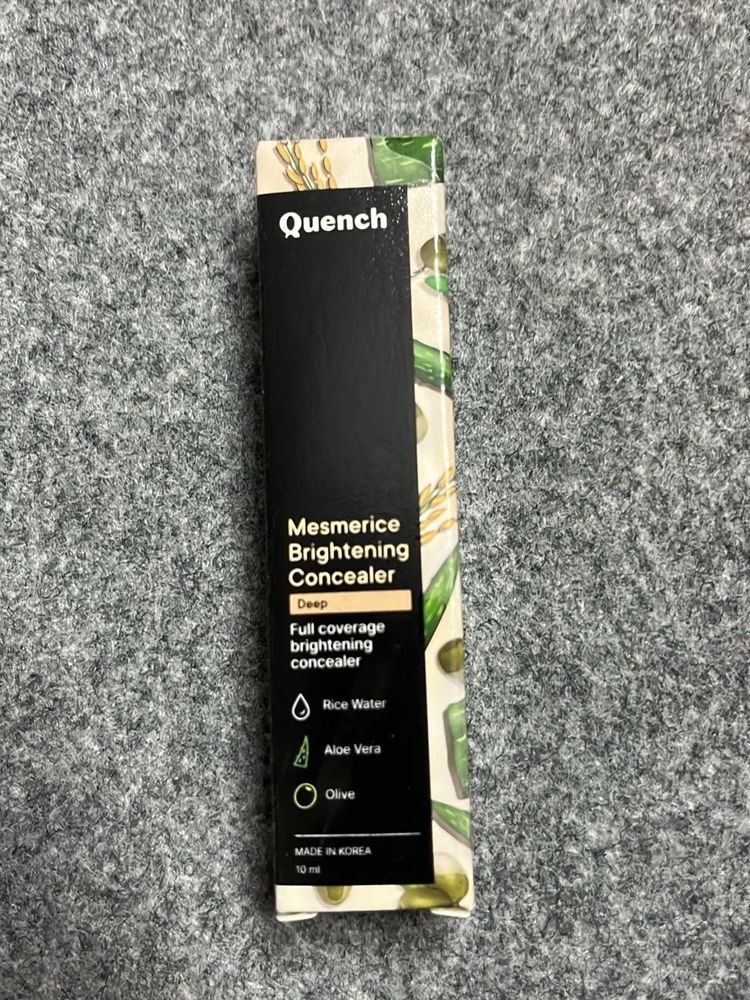 Quench
Mesmerice
Brightening
Concealer
Deep
Full coverage
brightening
concealer
Rice Water
Aloe Vera
Olive
MADE IN KOREA
10 ml